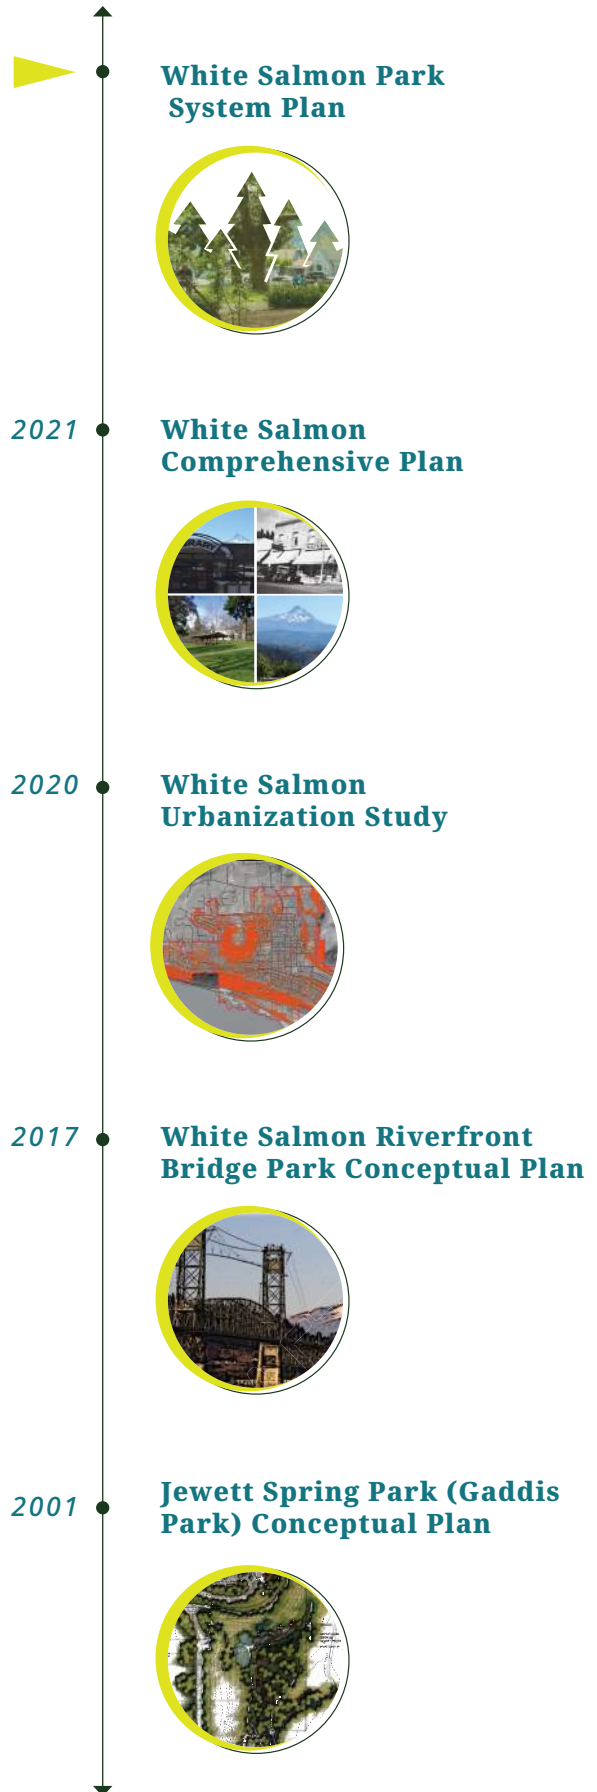 White Salmon Park
System Plan
2021
White Salmon
Comprehensive Plan
RARY
2020
White Salmon
Urbanization Study
2017
White Salmon Riverfront
Bridge Park Conceptual Plan
2001
Jewett Spring Park (Gaddis
Park) Conceptual Plan